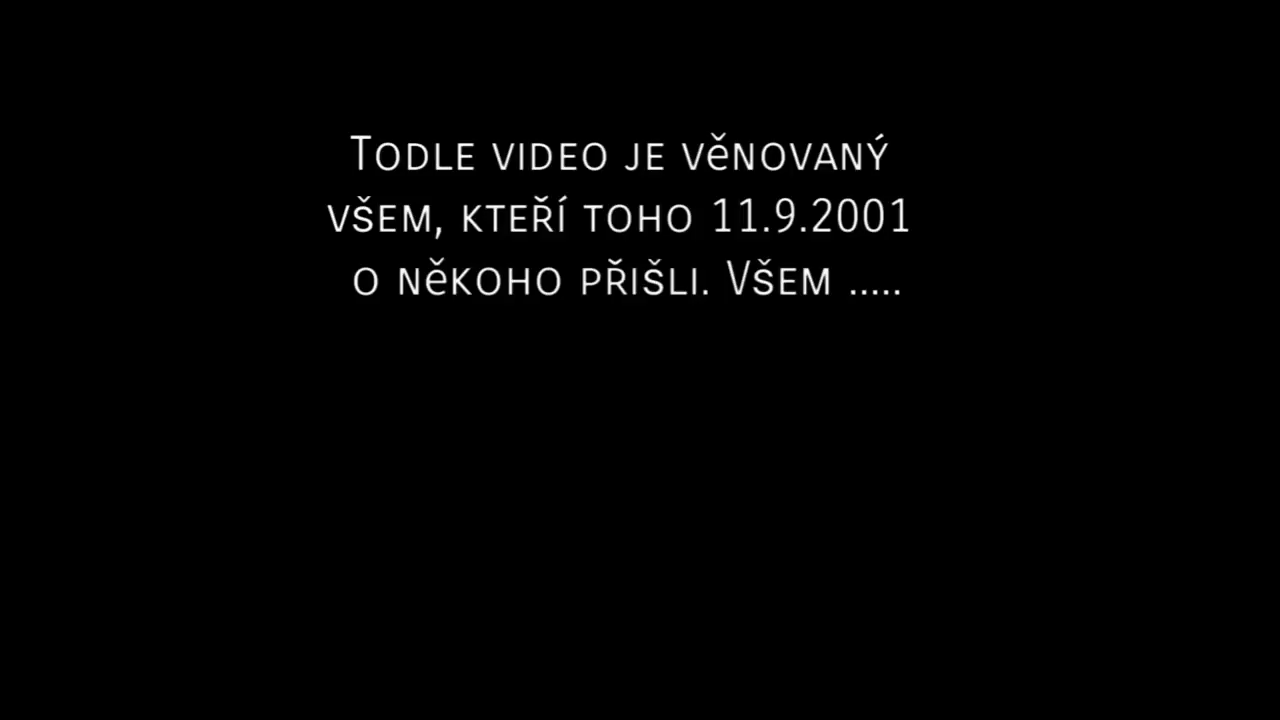 Todle video je věnovaný
všem, kteří toho 11.9.2001
o někoho přišli. Všem .....